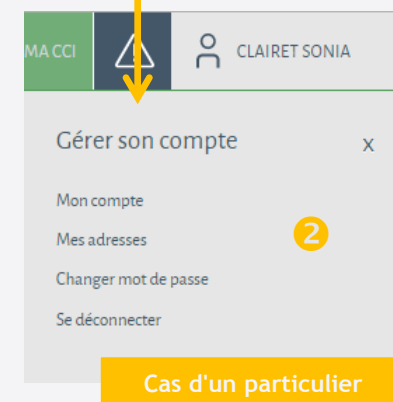 MA CCI CLAIRET SONIA
Gérer son compte X
Mon compte
Mes adresses
2
Changer mot de passe
Se déconnecter
Cas d'un particulier